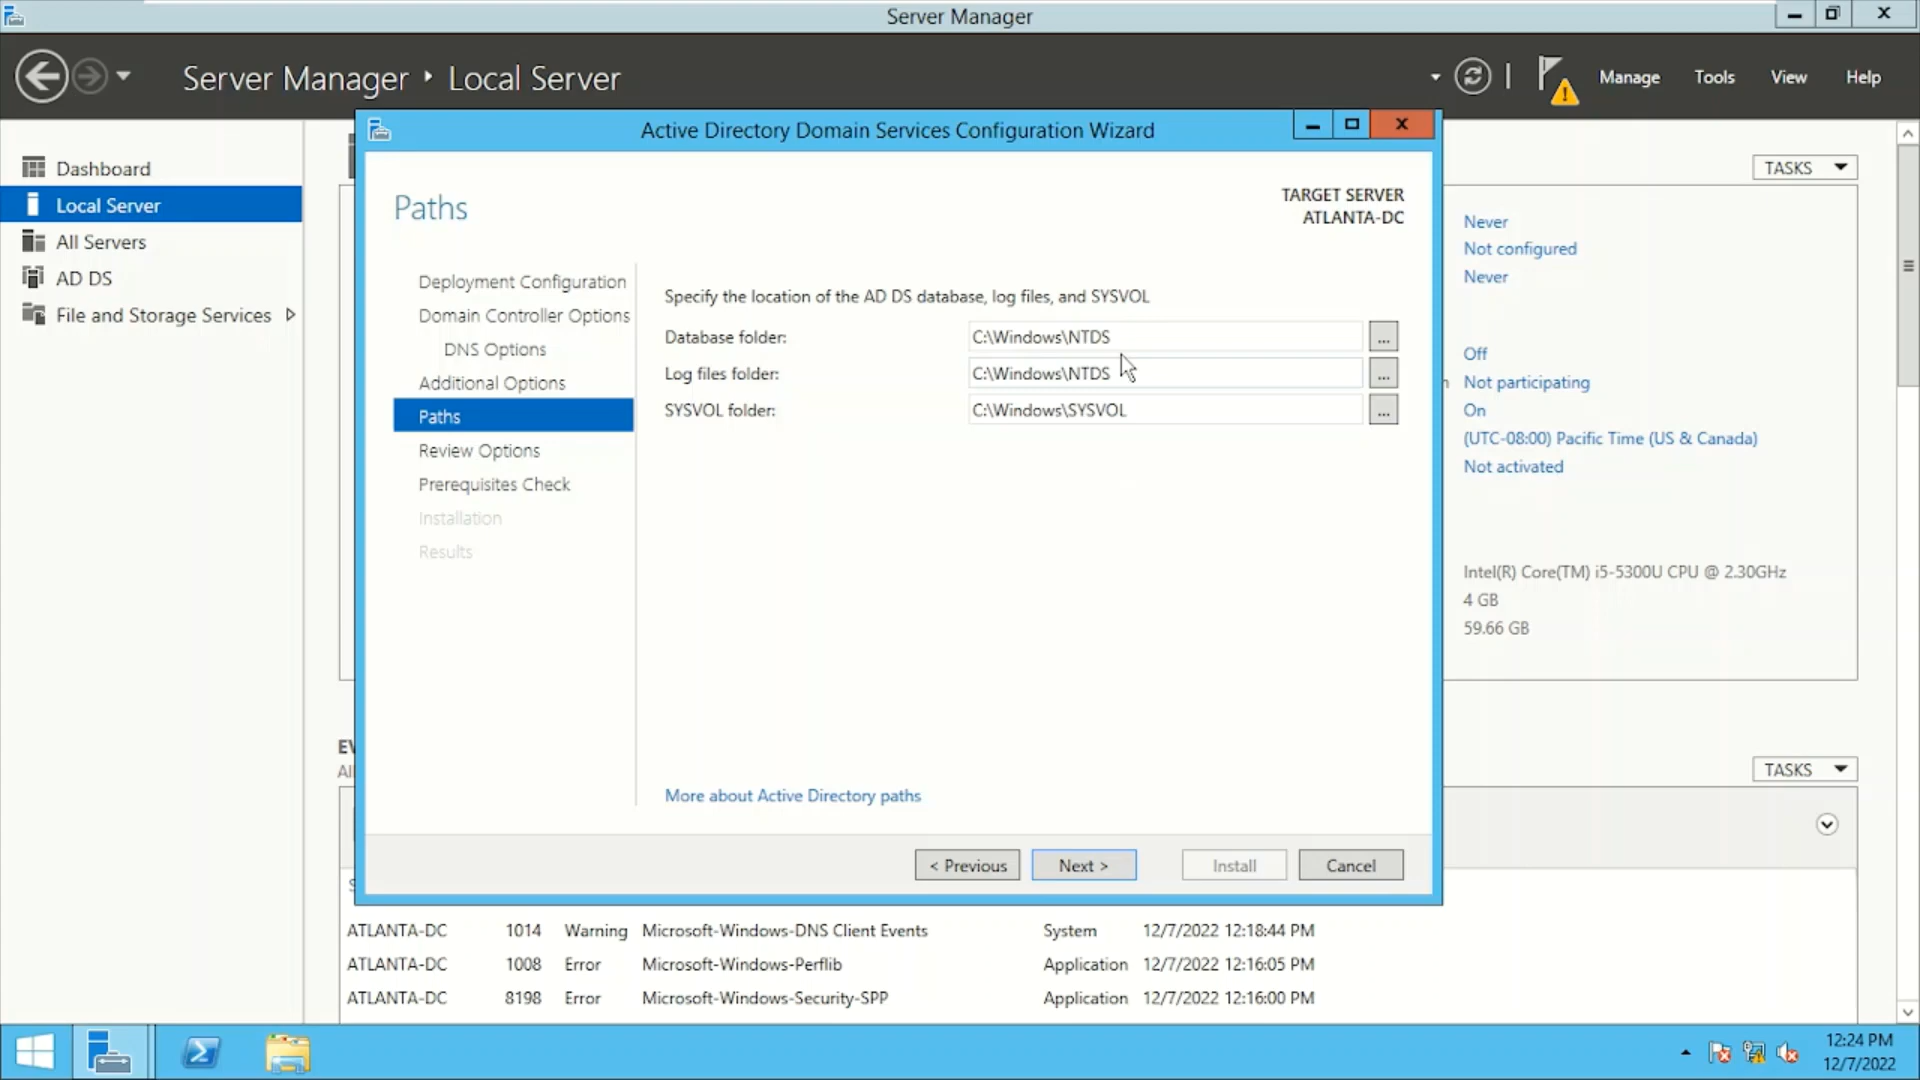 Server Manager
Server Manager • Local Server
Manage
Tools
View
Help
Dashboard
Local Server
All Servers
AD DS
File and Storage Services
Active Directory Domain Services Configuration Wizard
Paths
TARGET SERVER
ATLANTA-DC
Deployment Configuration
Domain Controller Options
DNS Options
Additional Options
Paths
Review Options
Prerequisites Check
Installation
Results
Specify the location of the AD DS database, log files, and SYSVOL
Database folder: C:\Windows\NTDS ...
Log files folder: C:\Windows\NTDS ...
SYSVOL folder: C:\Windows\SYSVOL ...
More about Active Directory paths
< Previous
Next >
Install
Cancel
TASKS
Never
Not configured
Never
Off
Not participating
On
(UTC-08:00) Pacific Time (US & Canada)
Not activated
Intel(R) Core(TM) i5-5300U CPU @ 2.30GHz
4 GB
59.66 GB
TASKS
ATLANTA-DC 1014 Warning Microsoft-Windows-DNS Client Events System 12/7/2022 12:18:44 PM
ATLANTA-DC 1008 Error Microsoft-Windows-Perflib Application 12/7/2022 12:16:05 PM
ATLANTA-DC 8198 Error Microsoft-Windows-Security-SPP Application 12/7/2022 12:16:00 PM
12:24 PM
12/7/2022